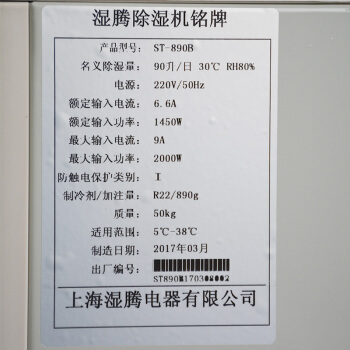 湿腾除湿机铭牌
产品型号: ST-890B
名义除湿量: 90升/日 30℃ RH80%
电源: 220V/50Hz
额定输入电流: 6.6A
额定输入功率: 1450W
最大输入电流: 9A
最大输入功率: 2000W
防触电保护类别: I
制冷剂/加注量: R22/890g
质量: 50kg
适用范围: 5℃-38℃
制造日期: 2017年03月
出厂编号:
上海湿腾电器有限公司